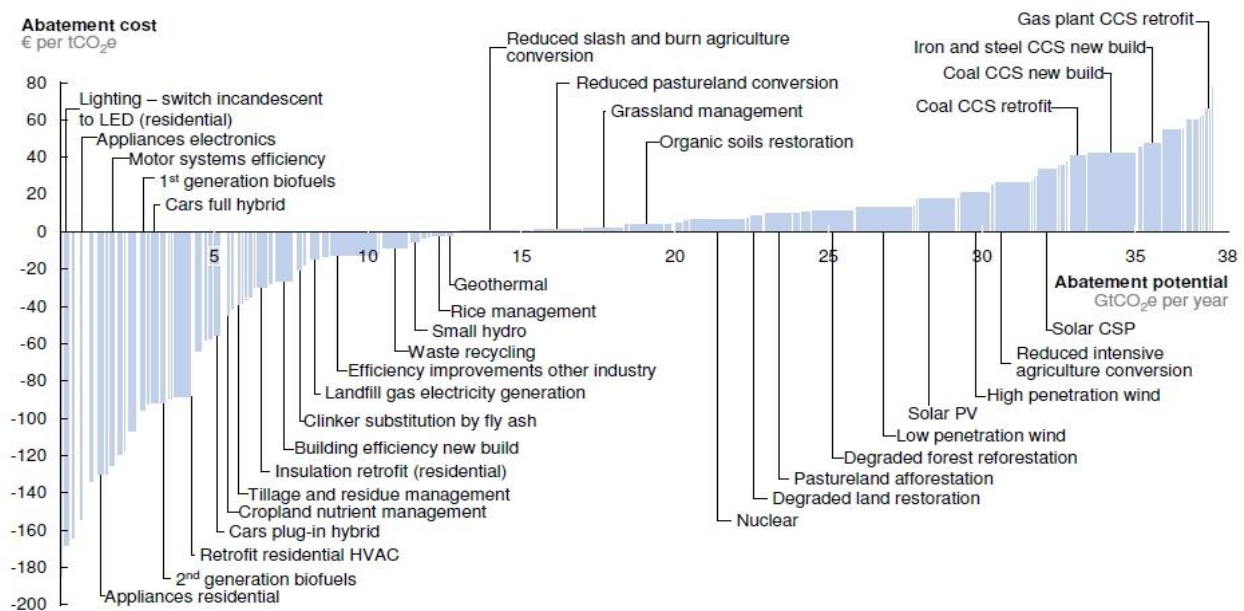 Abatement cost
€ per tCO₂e
80
60
40
20
0
-20
-40
-60
-80
-100
-120
-140
-160
-180
-200
Lighting – switch incandescent
to LED (residential)
Appliances electronics
Motor systems efficiency
1st generation biofuels
Cars full hybrid
Reduced slash and burn agriculture
conversion
Reduced pastureland conversion
Grassland management
Organic soils restoration
Gas plant CCS retrofit
Iron and steel CCS new build
Coal CCS new build
Coal CCS retrofit
5
10
15
20
25
30
35
38
Abatement potential
GtCO₂e per year
Geothermal
Rice management
Small hydro
Waste recycling
Efficiency improvements other industry
Landfill gas electricity generation
Clinker substitution by fly ash
Building efficiency new build
Insulation retrofit (residential)
Tillage and residue management
Cropland nutrient management
Cars plug-in hybrid
Retrofit residential HVAC
2nd generation biofuels
Appliances residential
Solar CSP
Reduced intensive
agriculture conversion
High penetration wind
Solar PV
Low penetration wind
Degraded forest reforestation
Pastureland afforestation
Degraded land restoration
Nuclear